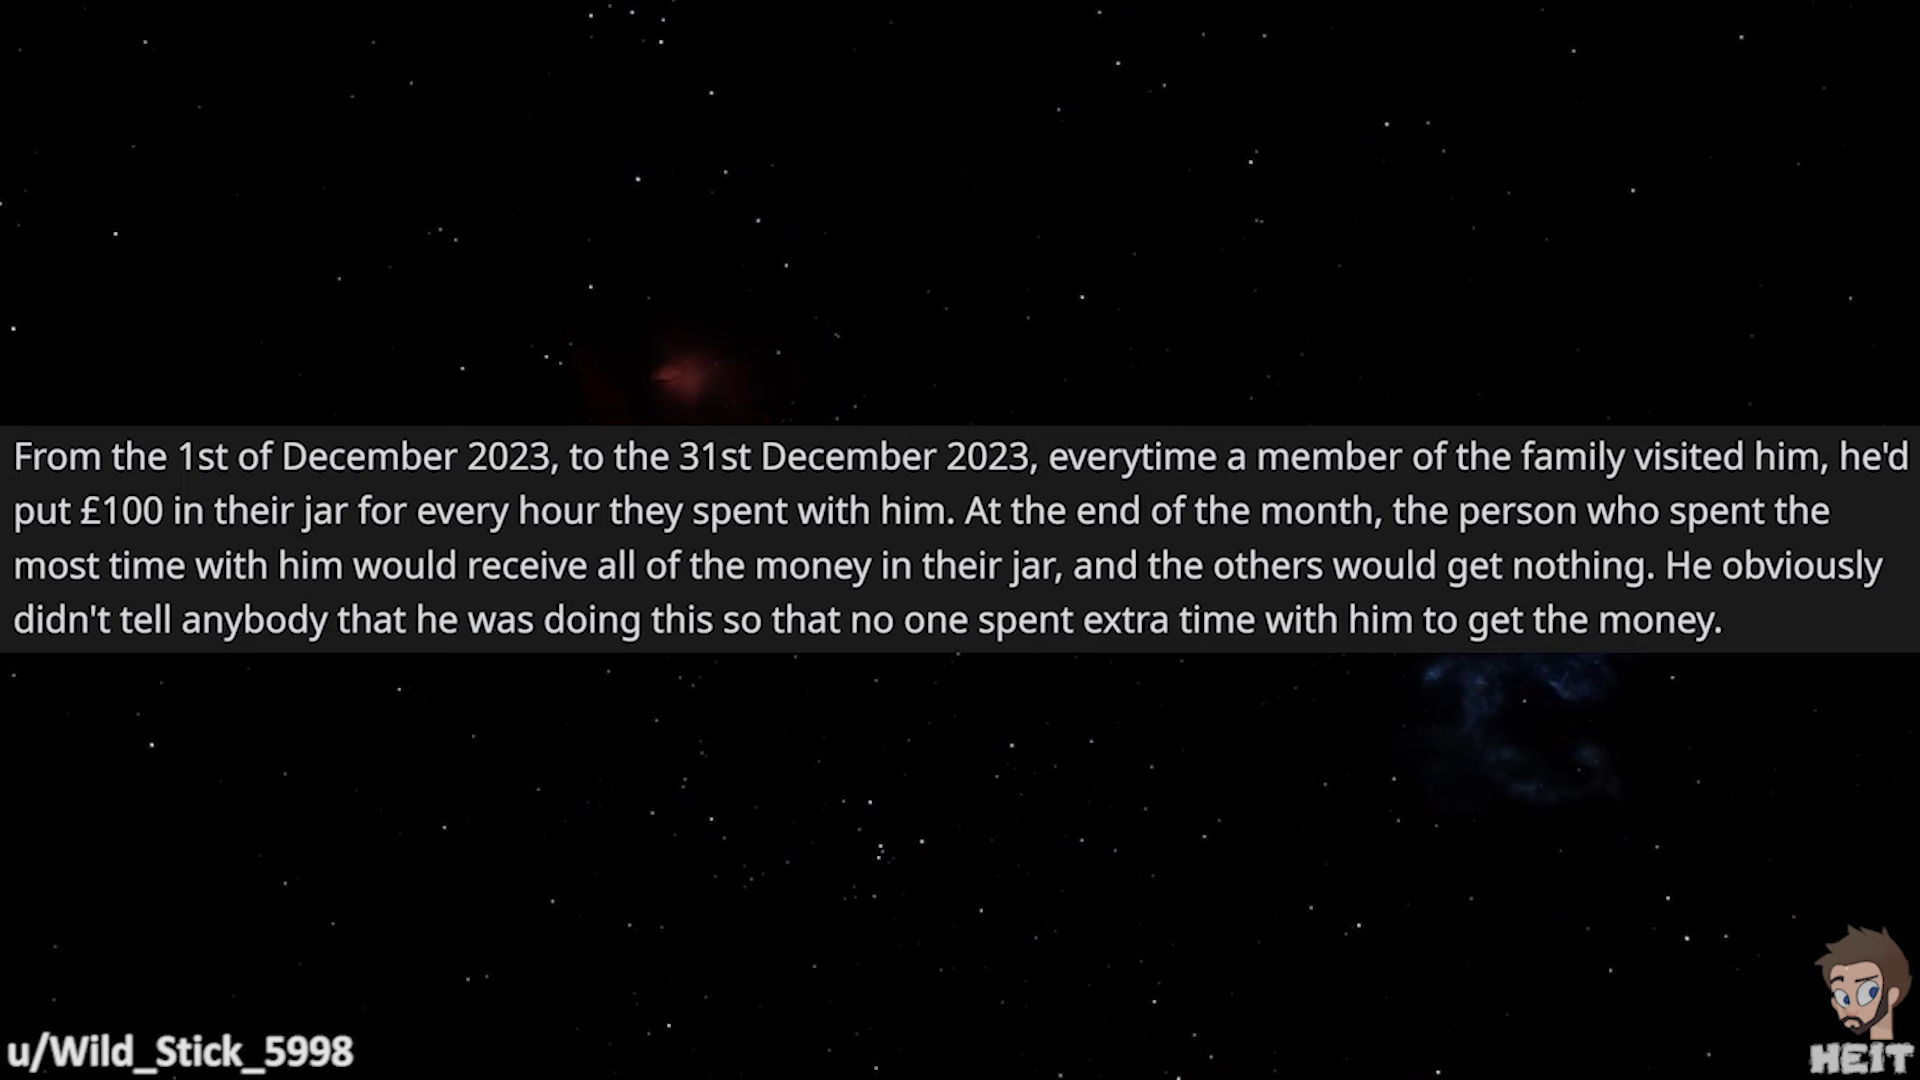 From the 1st of December 2023, to the 31st December 2023, everytime a member of the family visited him, he'd
put £100 in their jar for every hour they spent with him. At the end of the month, the person who spent the
most time with him would receive all of the money in their jar, and the others would get nothing. He obviously
didn't tell anybody that he was doing this so that no one spent extra time with him to get the money.
u/Wild_Stick_5998
HEIT